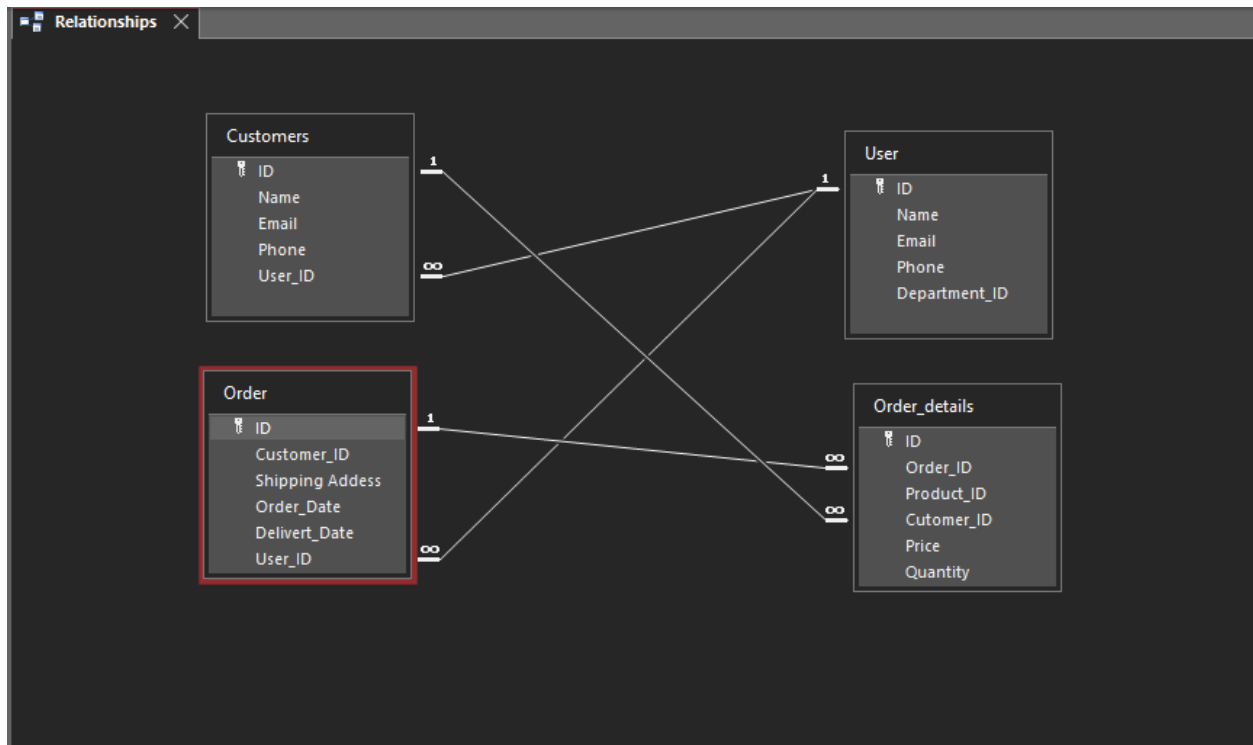 Relationships
Customers
ID
Name
Email
Phone
User_ID
1
∞
User
ID
Name
Email
Phone
Department_ID
1
Order
ID
Customer_ID
Shipping Addess
Order_Date
Delivert_Date
User_ID
1
∞
Order_details
ID
Order_ID
Product_ID
Cutomer_ID
Price
Quantity
∞
∞